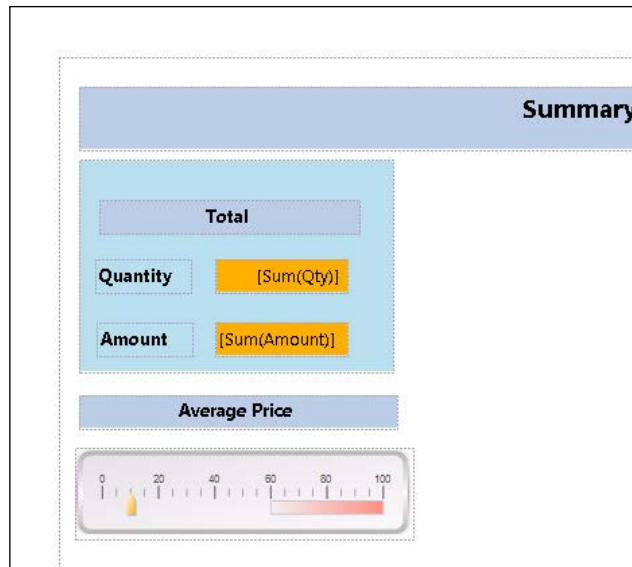 Summary
Total
Quantity [Sum(Qty)]
Amount [Sum(Amount)]
Average Price
0 20 40 60 80 100